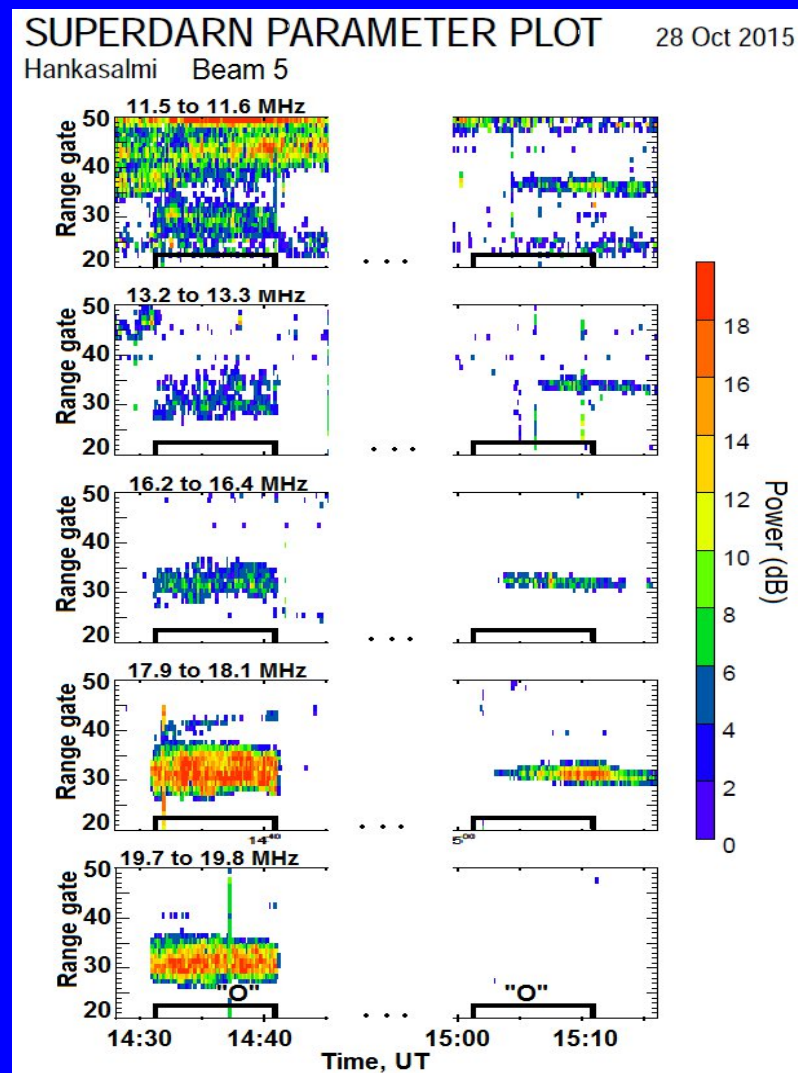 SUPERDARN PARAMETER PLOT 28 Oct 2015
Hankasalmi Beam 5
11.5 to 11.6 MHz
Range gate
50
40
30
20
. . .
13.2 to 13.3 MHz
Range gate
50
40
30
20
. . .
16.2 to 16.4 MHz
Range gate
50
40
30
20
. . .
17.9 to 18.1 MHz
Range gate
50
40
30
20
. . .
14⁴⁰ 5⁰⁰
19.7 to 19.8 MHz
Range gate
50
40
30
20
"O" "O"
. . .
14:30 14:40 15:00 15:10
Time, UT
18
16
14
12
10
8
6
4
2
0
Power (dB)